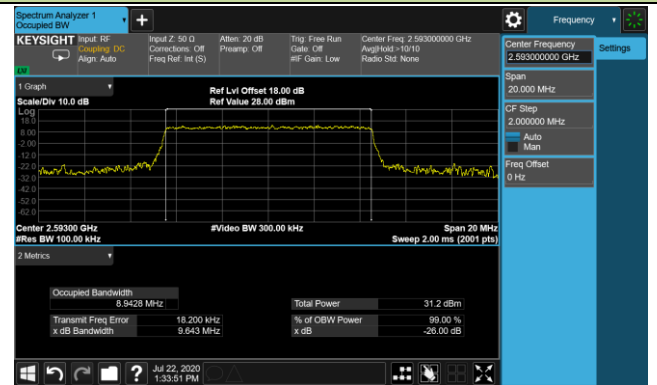 Spectrum Analyzer 1
Occupied BW
Frequency
KEYSIGHT
Input: RF
Coupling: DC
Align: Auto
Input Z: 50 Ω
Corrections: Off
Freq Ref: Int (S)
Atten: 20 dB
Preamp: Off
Trig: Free Run
Gate: Off
#IF Gain: Low
Center Freq: 2.593000000 GHz
Avg|Hold:>10/10
Radio Std: None
Center Frequency
2.593000000 GHz
Settings
Span
20.000 MHz
CF Step
2.000000 MHz
Auto
Man
Freq Offset
0 Hz
1 Graph
Scale/Div 10.0 dB
Ref Lvl Offset 18.00 dB
Ref Value 28.00 dBm
Log
18.0
8.00
-2.00
-12.0
-22.0
-32.0
-42.0
-52.0
-62.0
Center 2.59300 GHz
#Res BW 100.00 kHz
#Video BW 300.00 kHz
Span 20 MHz
Sweep 2.00 ms (2001 pts)
2 Metrics
Occupied Bandwidth
8.9428 MHz
Total Power 31.2 dBm
Transmit Freq Error 18.200 kHz
% of OBW Power 99.00 %
x dB Bandwidth 9.643 MHz
x dB -26.00 dB
?
Jul 22, 2020
1:33:51 PM